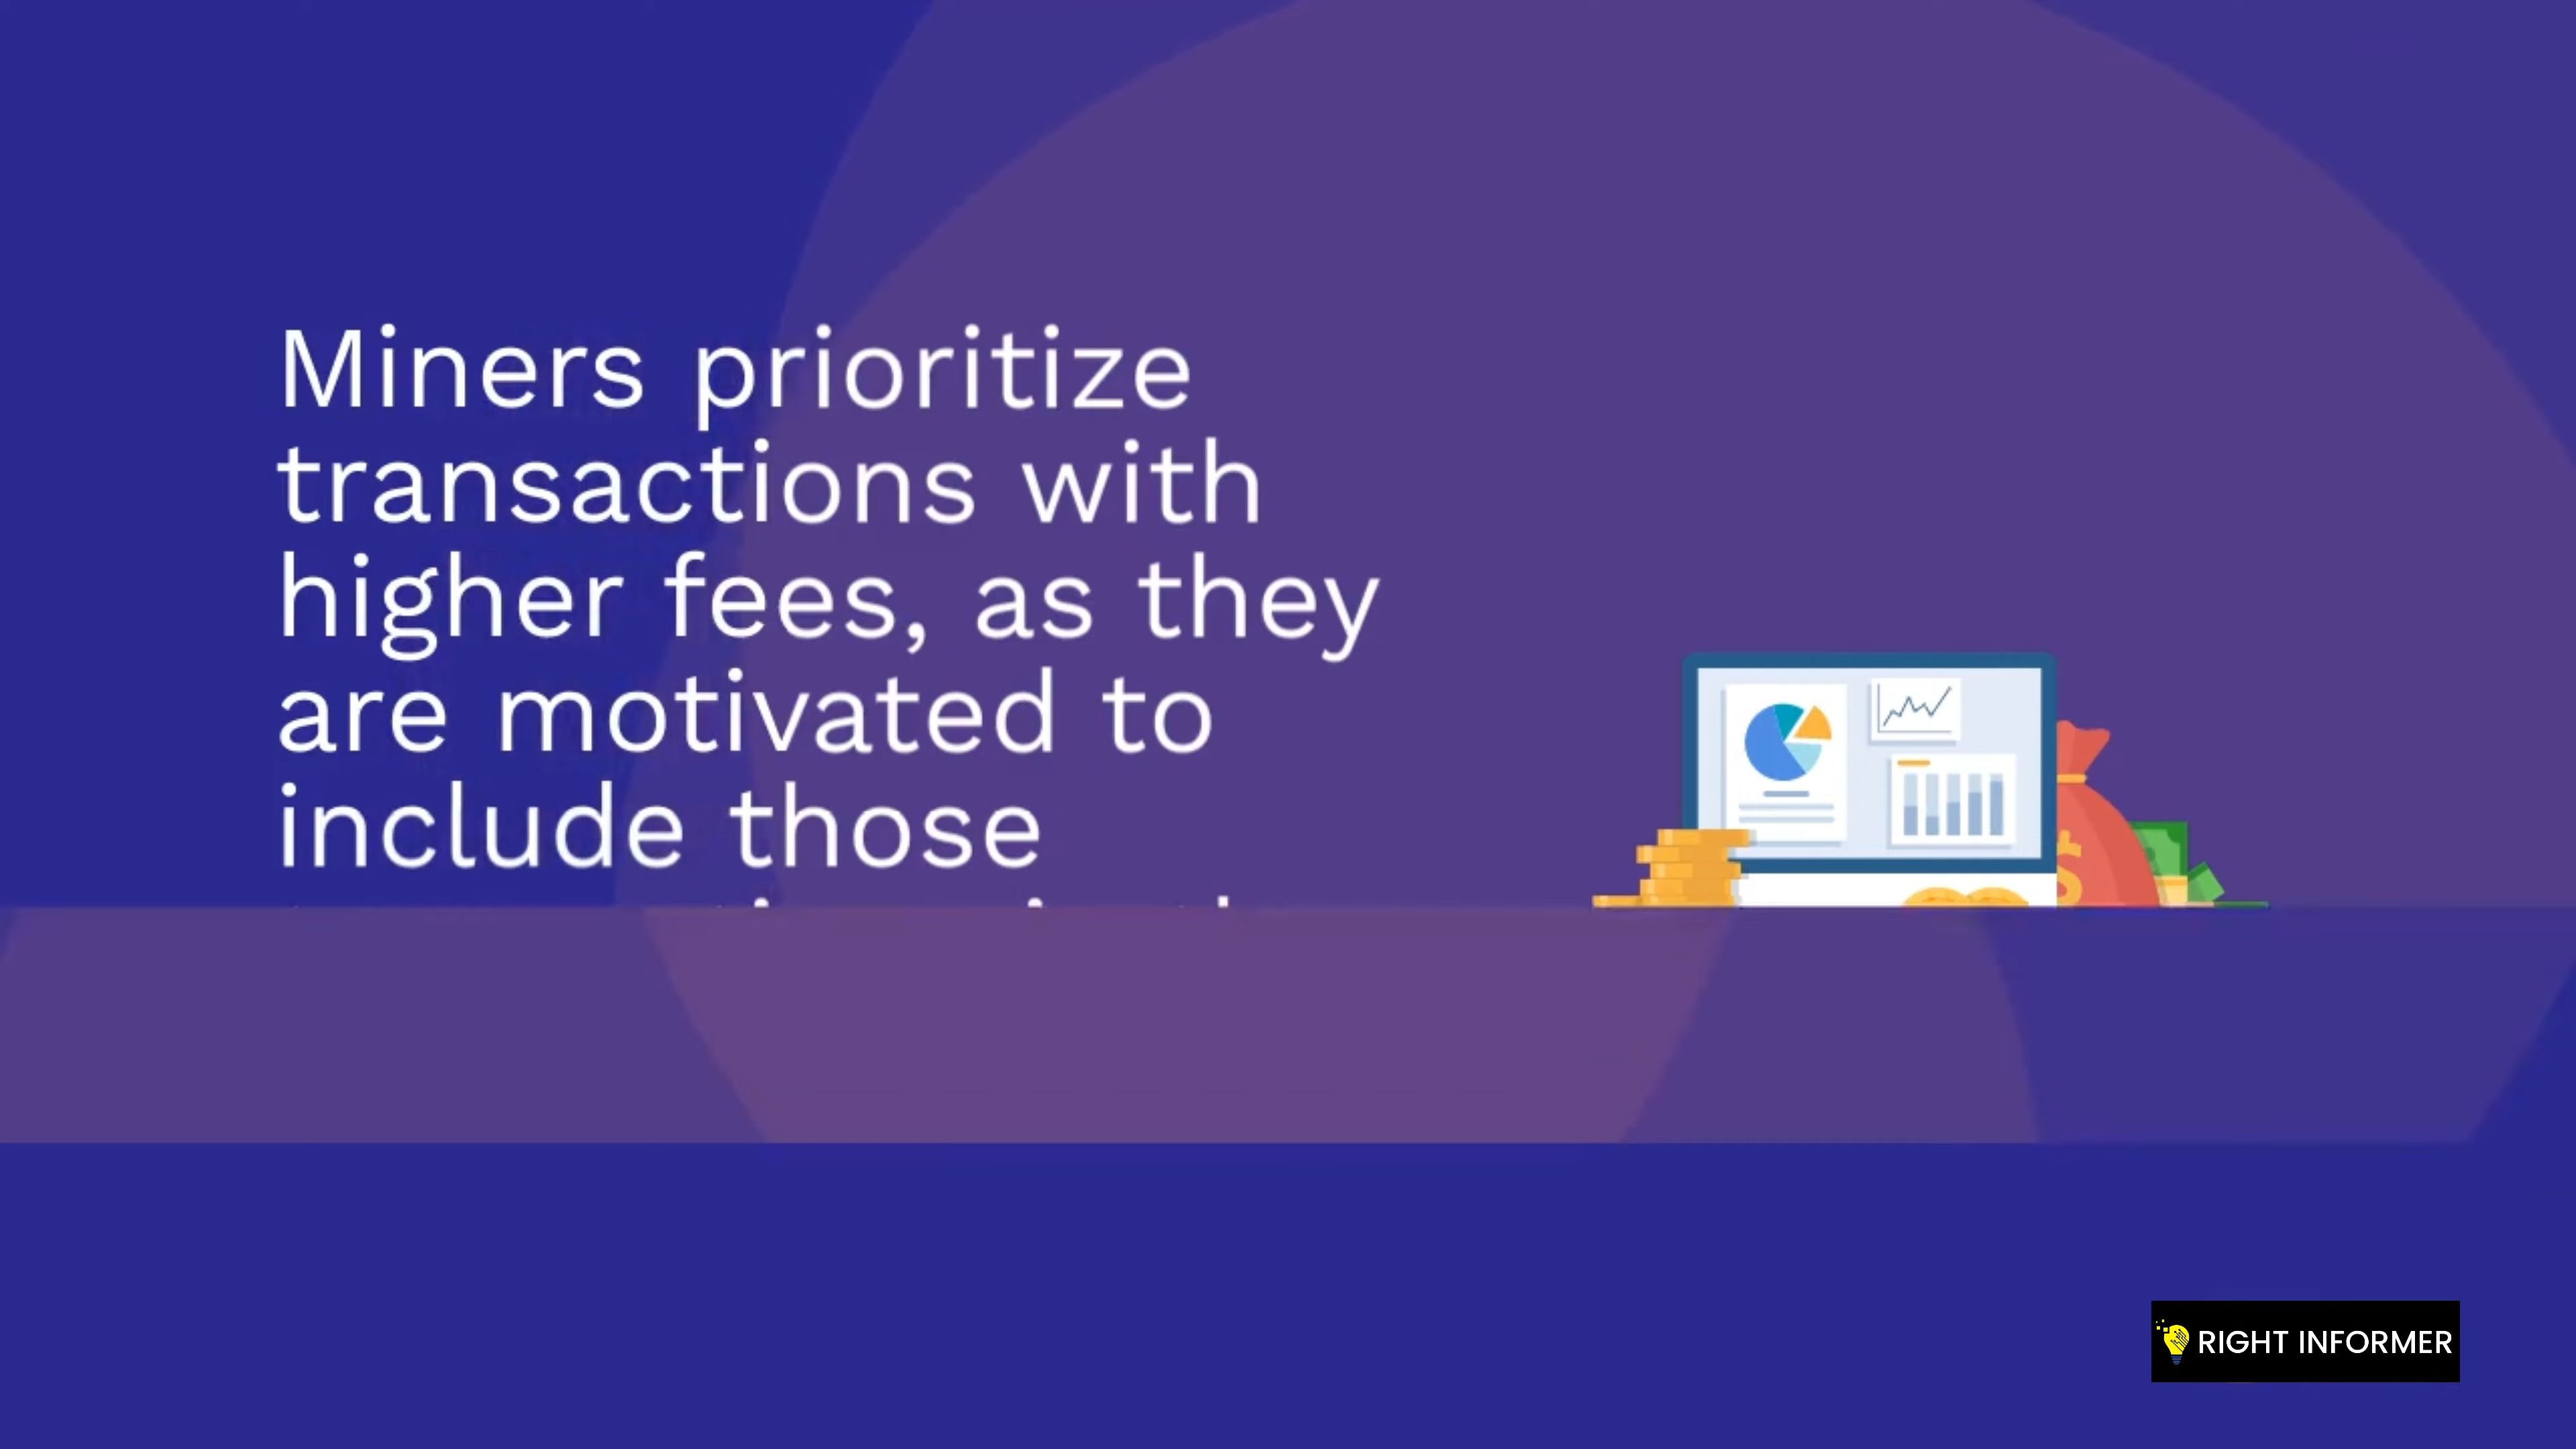 Miners prioritize
transactions with
higher fees, as they
are motivated to
include those
$
RIGHT INFORMER